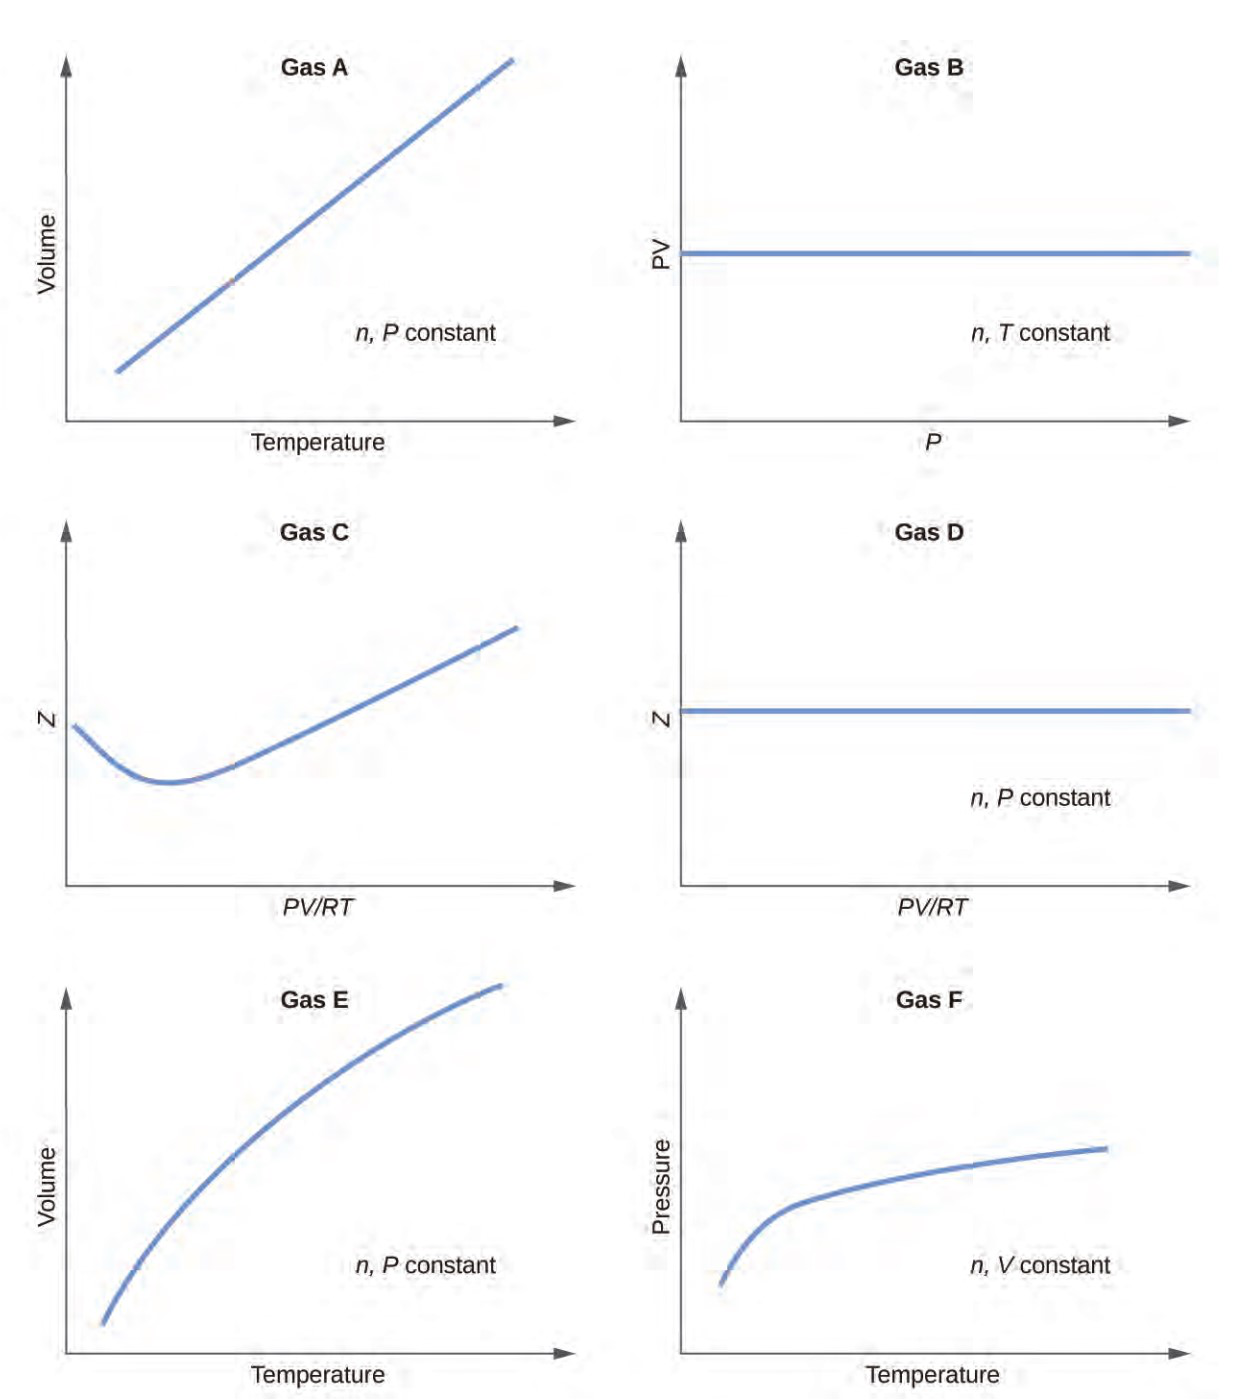 Gas A
Volume
n, P constant
Temperature
Gas B
PV
n, T constant
P
Gas C
Z
PV/RT
Gas D
Z
n, P constant
PV/RT
Gas E
Volume
n, P constant
Temperature
Gas F
Pressure
n, V constant
Temperature